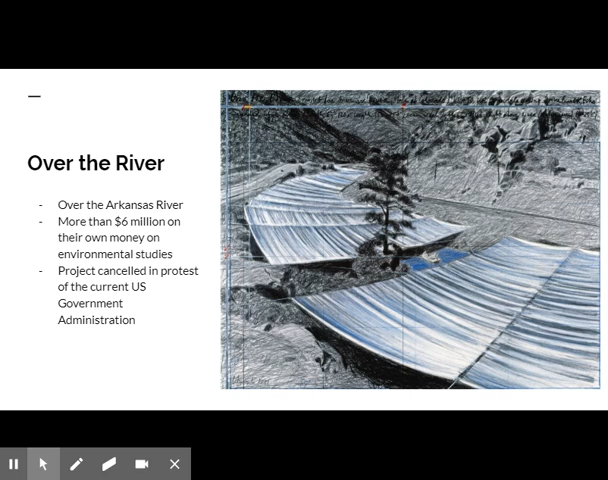 Over the River
- Over the Arkansas River
- More than $6 million on
their own money on
environmental studies
- Project cancelled in protest
of the current US
Government
Administration